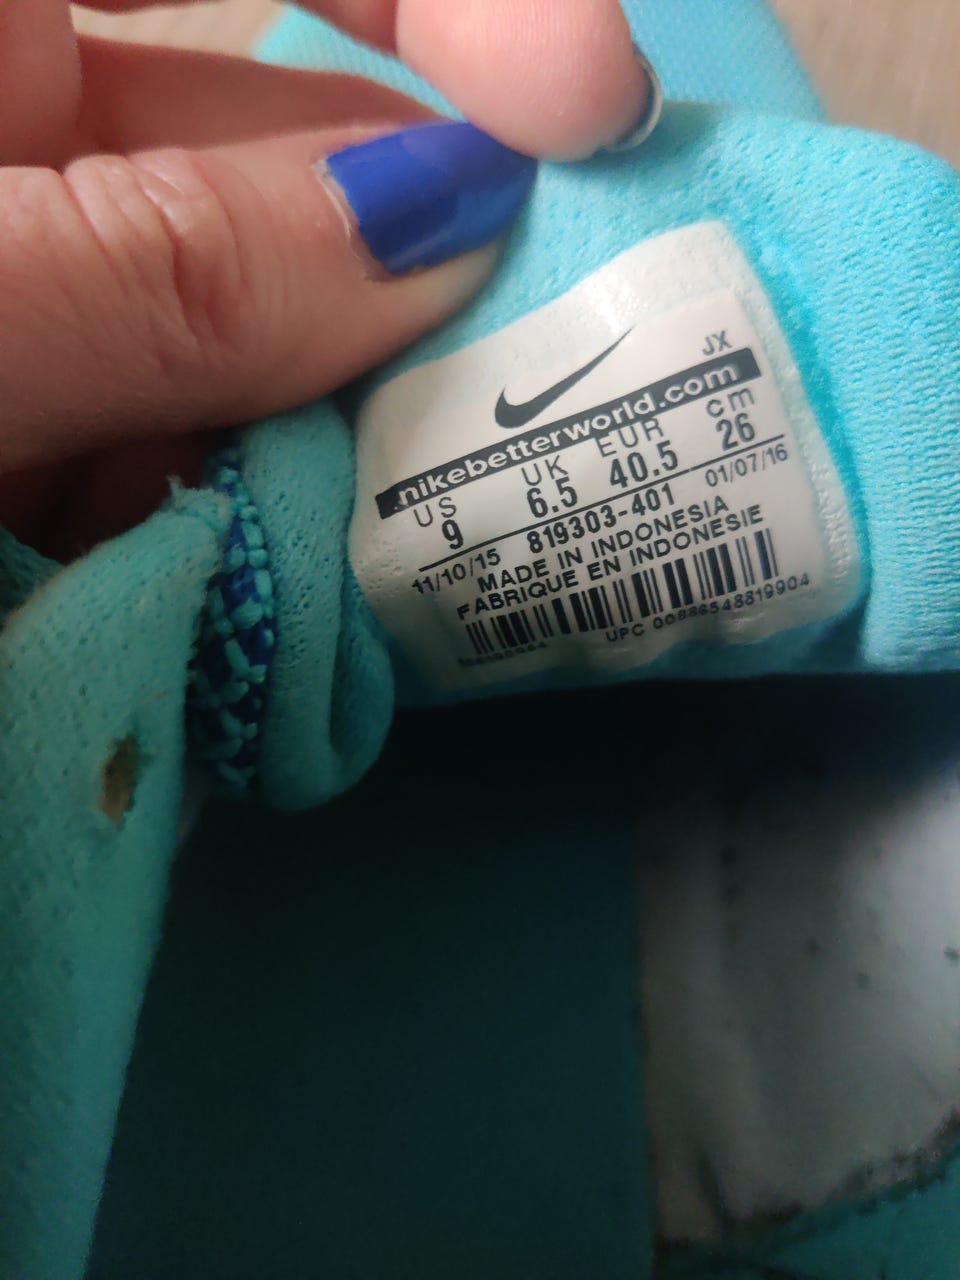 JX
nikebetterworld.com
US UK EUR cm
9 6.5 40.5 26
11/10/15 819303-401 01/07/16
MADE IN INDONESIA
FABRIQUE EN INDONESIE
UPC 00886548819904